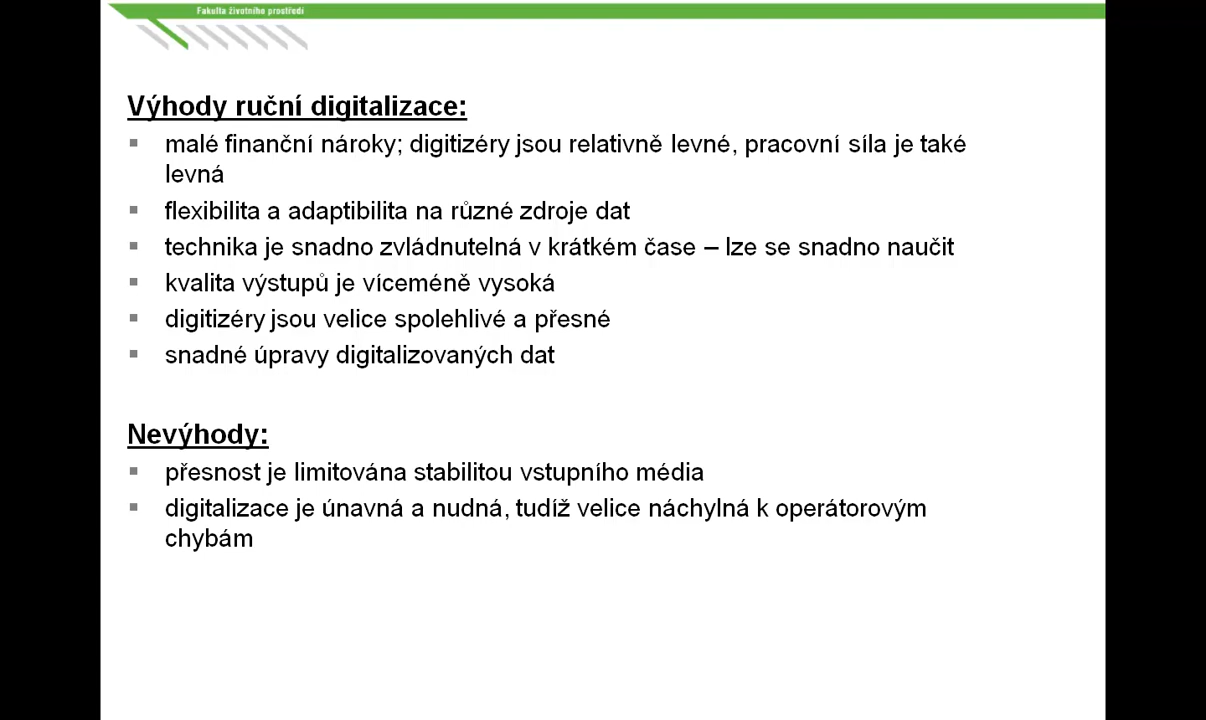 Fakulta životního prostředí
Výhody ruční digitalizace:
malé finanční nároky; digitizéry jsou relativně levné, pracovní síla je také
levná
flexibilita a adaptibilita na různé zdroje dat
technika je snadno zvládnutelná v krátkém čase – lze se snadno naučit
kvalita výstupů je víceméně vysoká
digitizéry jsou velice spolehlivé a přesné
snadné úpravy digitalizovaných dat
Nevýhody:
přesnost je limitována stabilitou vstupního média
digitalizace je únavná a nudná, tudíž velice náchylná k operátorovým
chybám